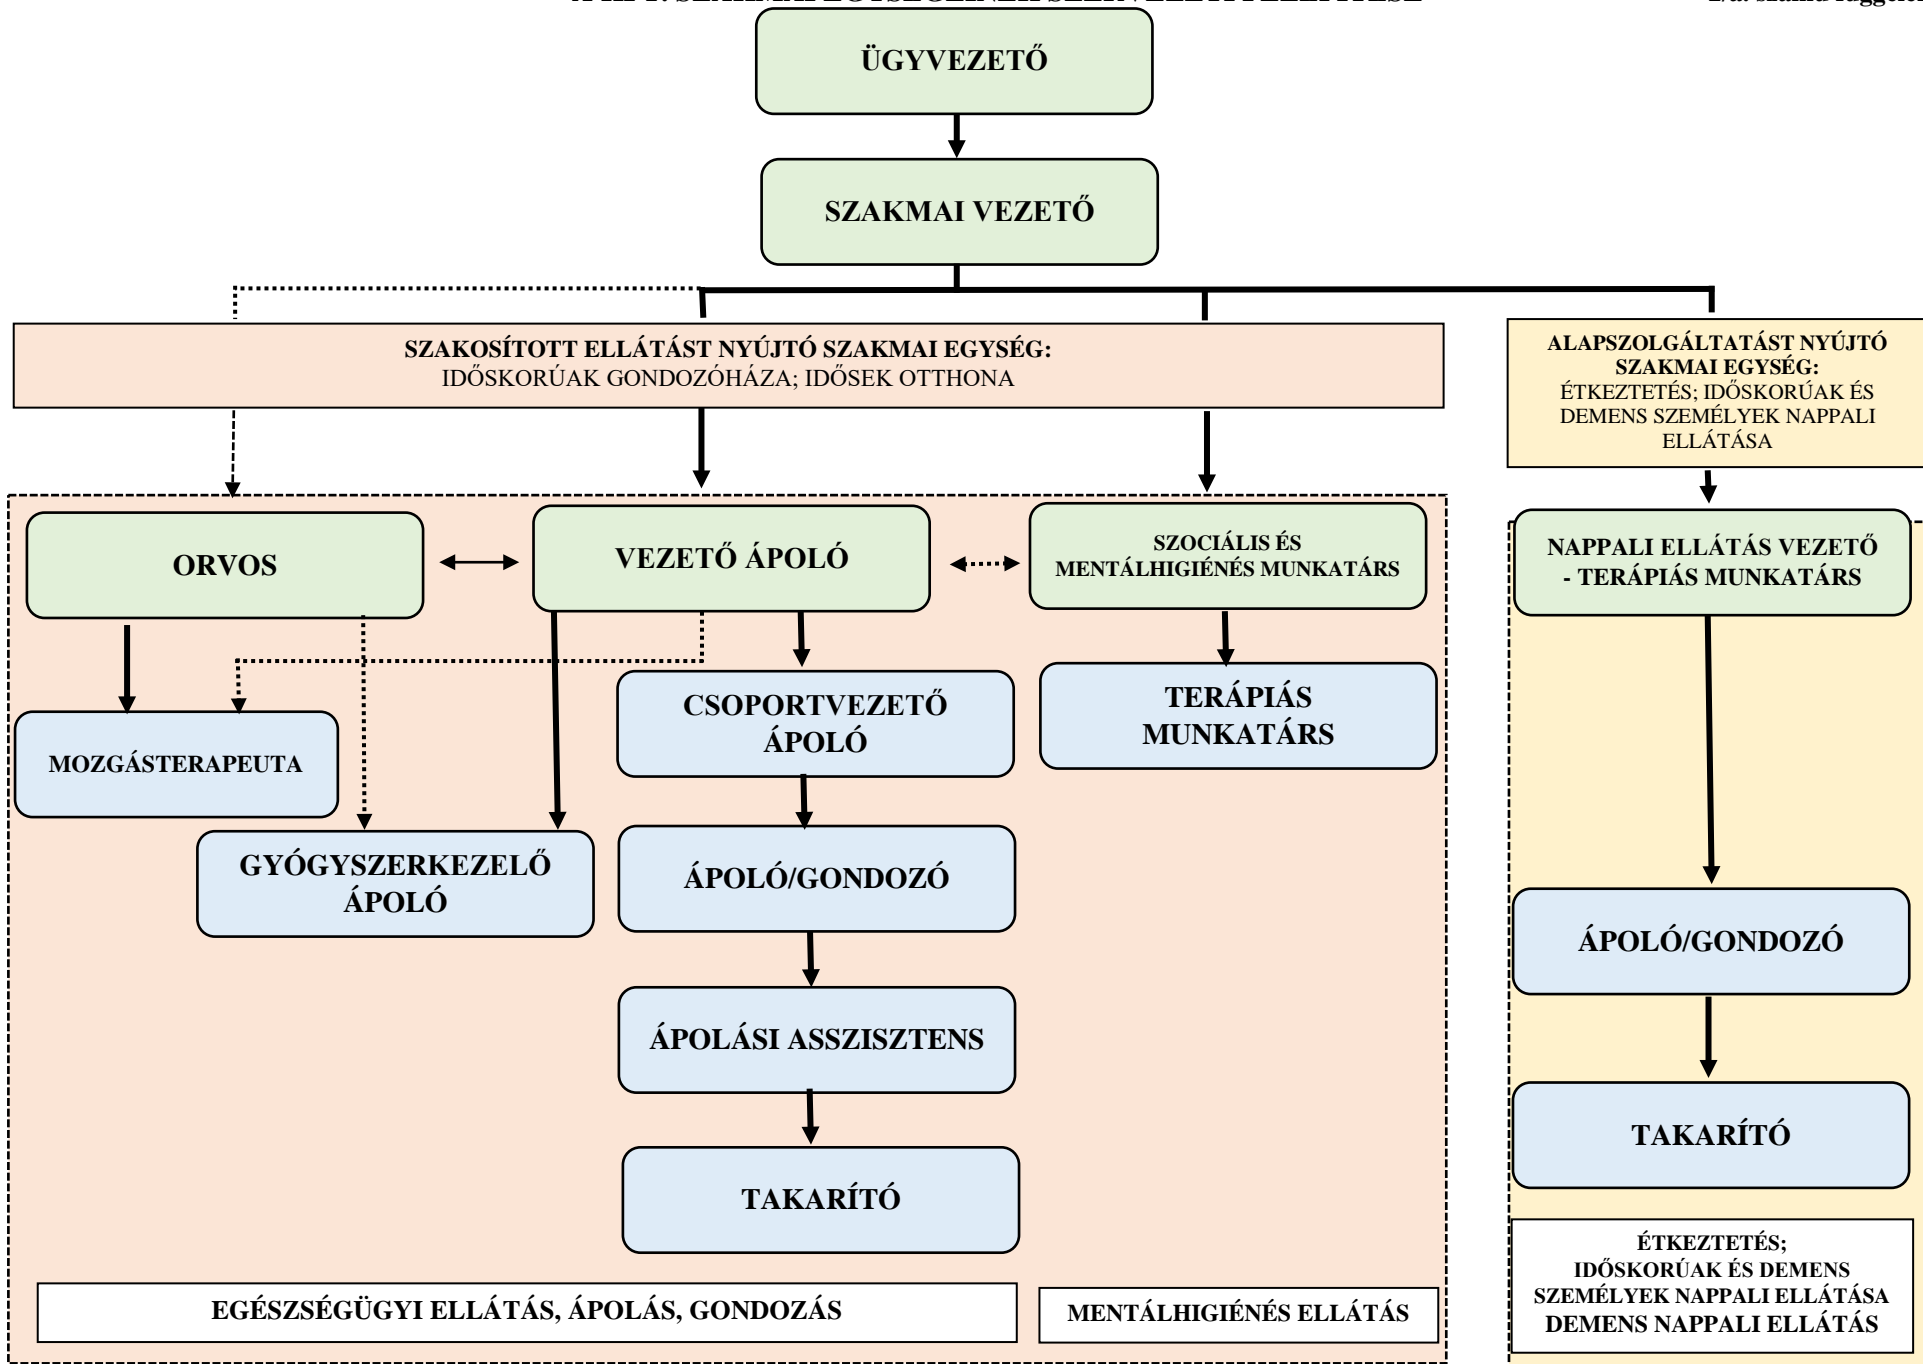 ÜGYVEZETŐ
SZAKMAI VEZETŐ
SZAKOSÍTOTT ELLÁTÁST NYÚJTÓ SZAKMAI EGYSÉG:
IDŐSKORÚAK GONDOZÓHÁZA; IDŐSEK OTTHONA
ALAPSZOLGÁLTATÁST NYÚJTÓ
SZAKMAI EGYSÉG:
ÉTKEZTETÉS; IDŐSKORÚAK ÉS
DEMENS SZEMÉLYEK NAPPALI
ELLÁTÁSA
ORVOS
VEZETŐ ÁPOLÓ
SZOCIÁLIS ÉS
MENTÁLHIGIÉNÉS MUNKATÁRS
NAPPALI ELLÁTÁS VEZETŐ
- TERÁPIÁS MUNKATÁRS
MOZGÁSTERAPEUTA
CSOPORTVEZETŐ
ÁPOLÓ
TERÁPIÁS
MUNKATÁRS
GYÓGYSZERKEZELŐ
ÁPOLÓ
ÁPOLÓ/GONDOZÓ
ÁPOLÓ/GONDOZÓ
ÁPOLÁSI ASSZISZTENS
TAKARÍTÓ
TAKARÍTÓ
EGÉSZSÉGÜGYI ELLÁTÁS, ÁPOLÁS, GONDOZÁS
MENTÁLHIGIÉNÉS ELLÁTÁS
ÉTKEZTETÉS;
IDŐSKORÚAK ÉS DEMENS
SZEMÉLYEK NAPPALI ELLÁTÁSA
DEMENS NAPPALI ELLÁTÁS